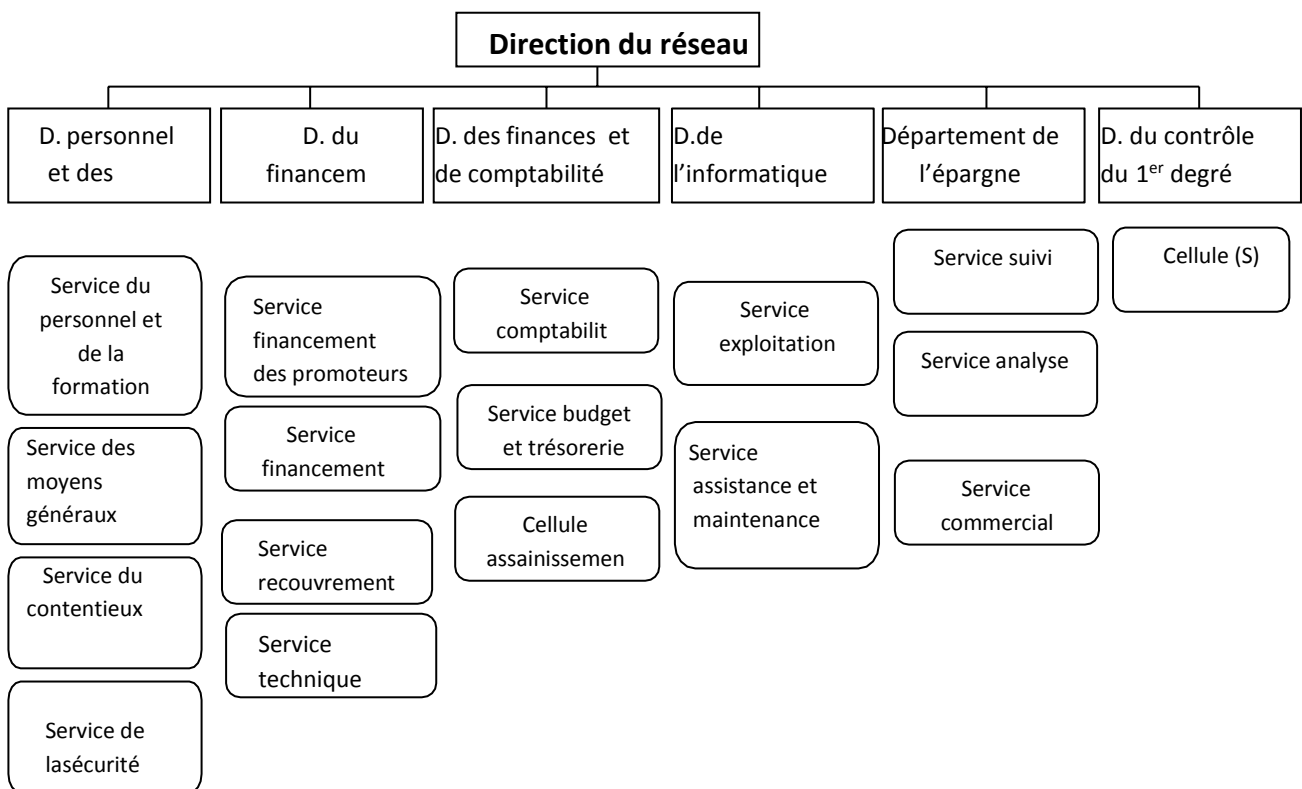 Direction du réseau
D. personnel
et des
D. du
financem
D. des finances et
de comptabilité
D.de
l’informatique
Département de
l’épargne
D. du contrôle
du 1er degré
Service du
personnel et
de la
formation
Service des
moyens
généraux
Service du
contentieux
Service de
lasécurité
Service
financement
des promoteurs
Service
financement
Service
recouvrement
Service
technique
Service
comptabilit
Service budget
et trésorerie
Cellule
assainissemen
Service
exploitation
Service
assistance et
maintenance
Service suivi
Service analyse
Service
commercial
Cellule (S)